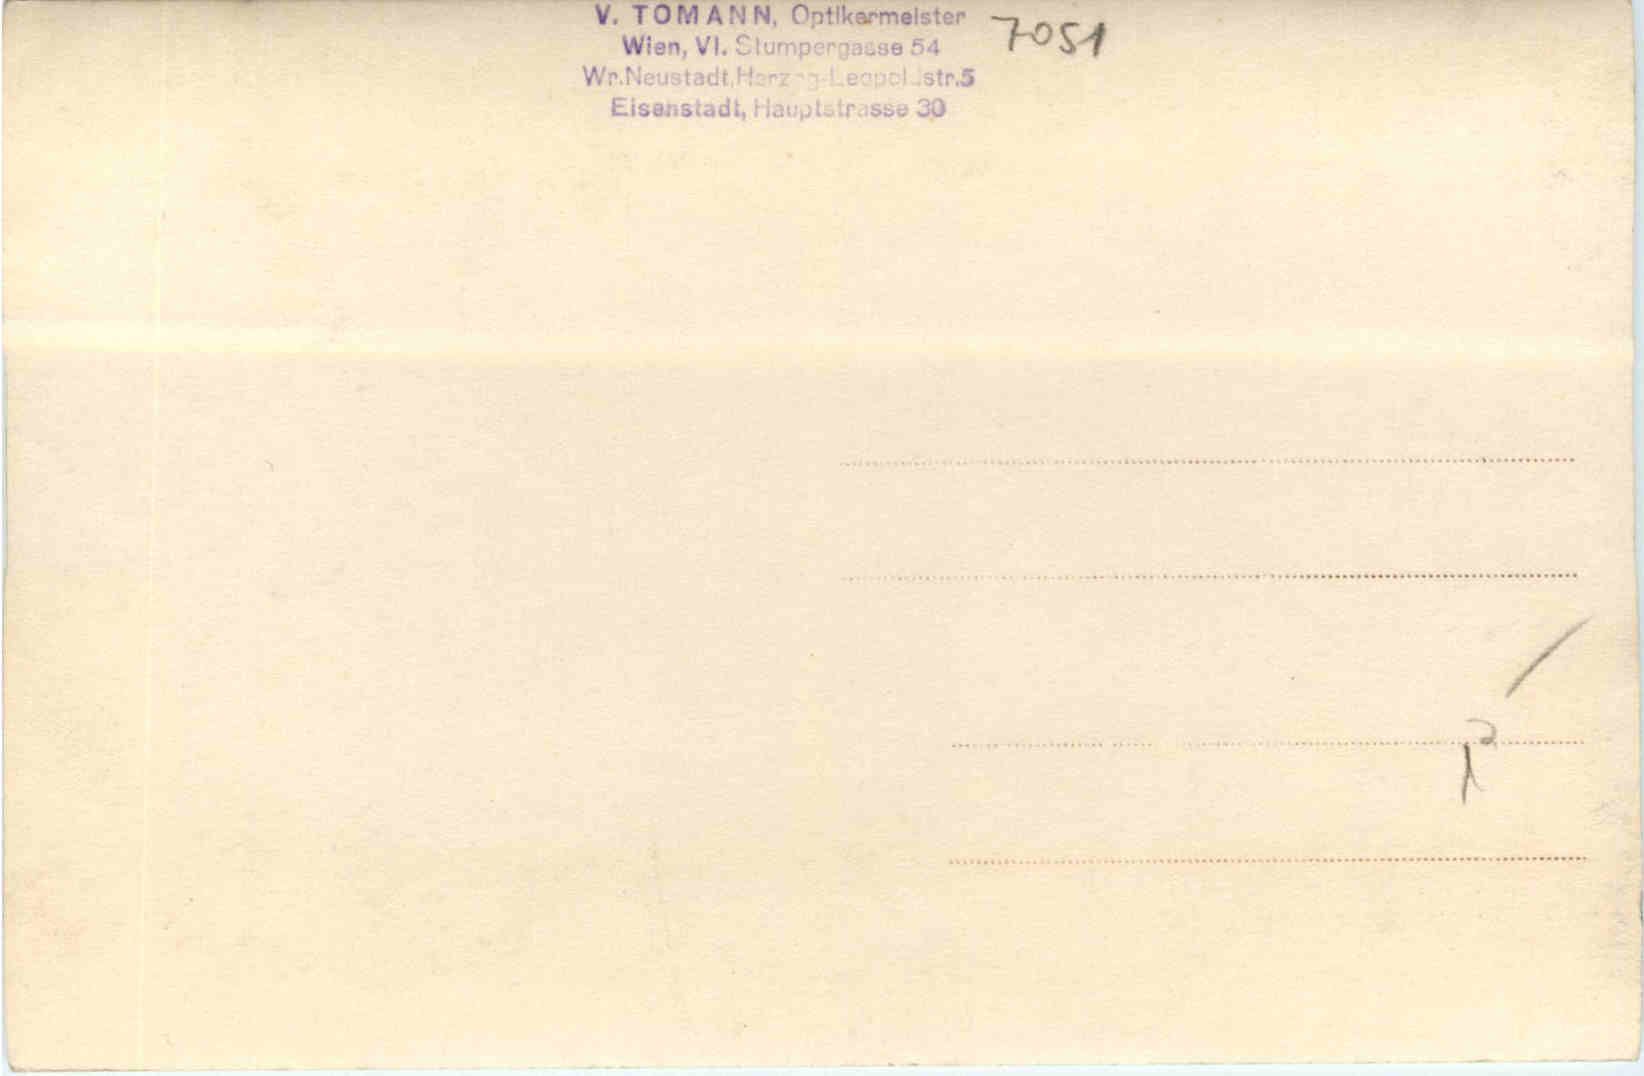 V. TOMANN, Optikermeister 7051
Wien, VI. Stumpergasse 54
Wr.Neustadt, Herzog-Leopoldstr.5
Eisenstadt, Hauptstrasse 30